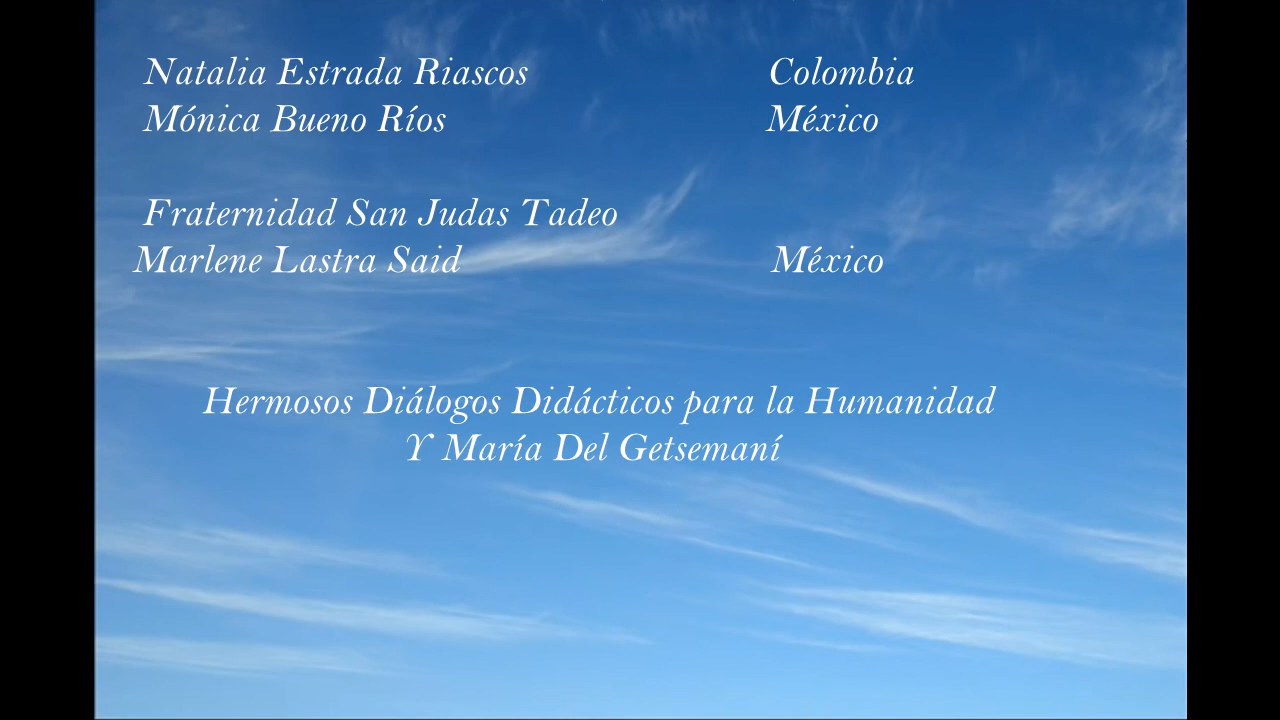 Natalia Estrada Riascos Colombia
Mónica Bueno Ríos México
Fraternidad San Judas Tadeo
Marlene Lastra Said México
Hermosos Diálogos Didácticos para la Humanidad
Y María Del Getsemaní